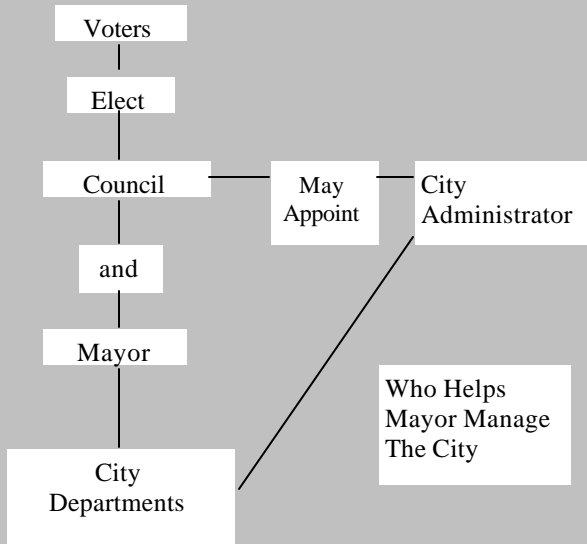 Voters
Elect
Council
May
Appoint
City
Administrator
and
Mayor
Who Helps
Mayor Manage
The City
City
Departments